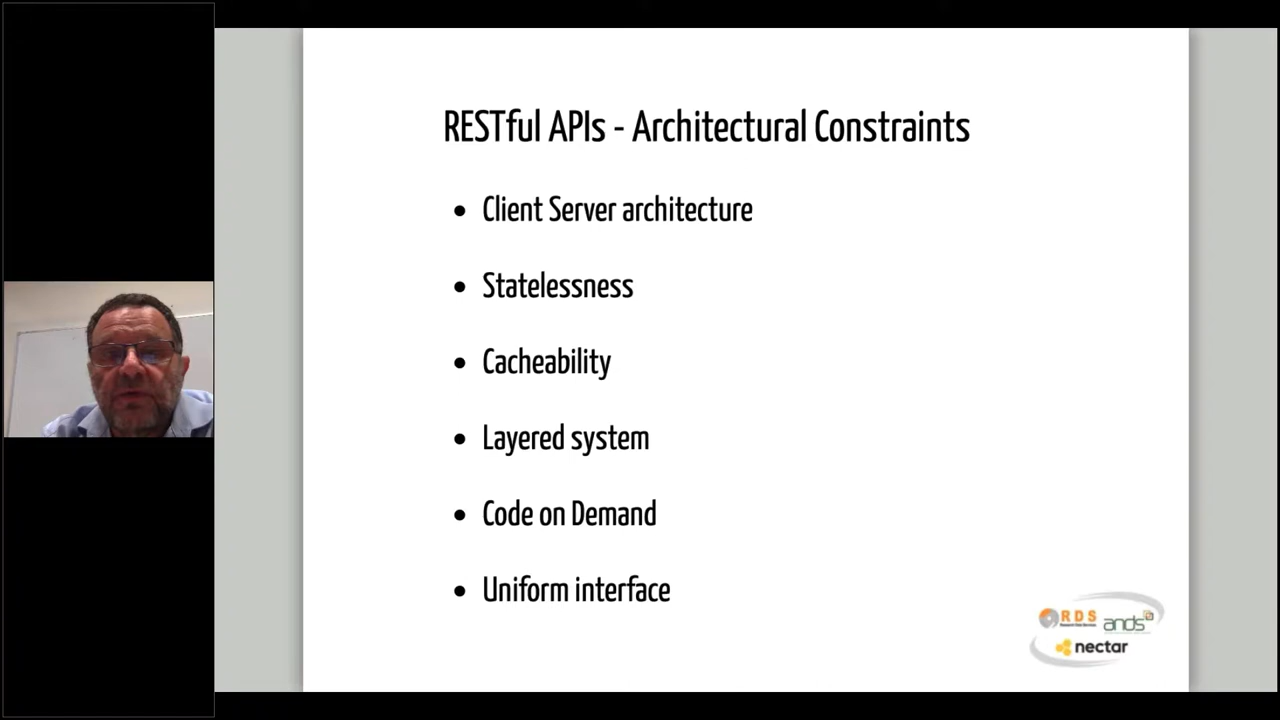 RESTful APIs - Architectural Constraints
• Client Server architecture
• Statelessness
• Cacheability
• Layered system
• Code on Demand
• Uniform interface
RDS
ands
nectar